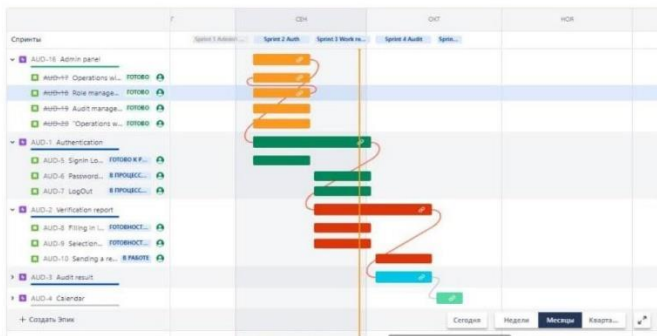 СЕН
ОКТ
НОЯ
Спринты
Sprint 2 Auth
Sprint 3 Work re...
Sprint 4 Audit
Sprin...
AUD-16 Admin panel
AUD-17 Operations wi... ГОТОВО
AUD-18 Role manage... ГОТОВО
AUD-19 Audit manage... ГОТОВО
AUD-20 "Operations w... ГОТОВО
AUD-1 Authentication
AUD-5 Signin Lo... ГОТОВО К Р...
AUD-6 Password... В ПРОЦЕСС...
AUD-7 LogOut В ПРОЦЕСС...
AUD-2 Verification report
AUD-8 Filling in i... ГОТОВНОСТ...
AUD-9 Selection... ГОТОВНОСТ...
AUD-10 Sending a re... В РАБОТЕ
AUD-3 Audit result
AUD-4 Calendar
+ Создать Эпик
Сегодня
Недели
Месяцы
Кварта...